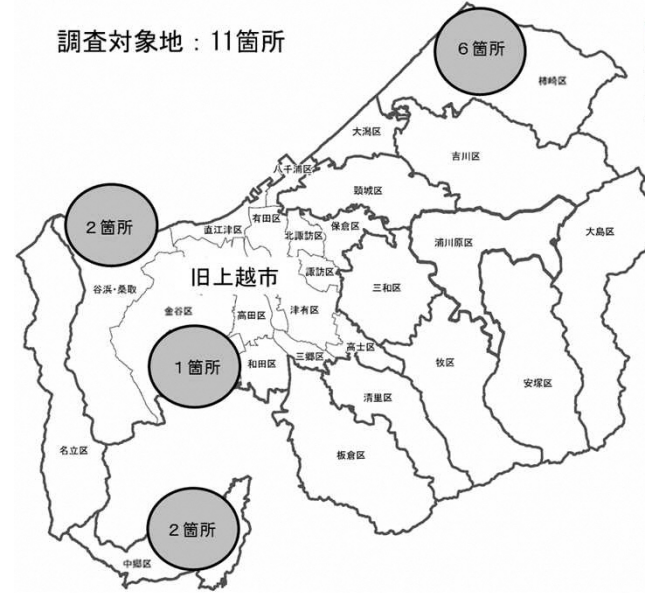 調査対象地：11箇所
6箇所
柿崎区
大潟区
吉川区
八千浦区
頸城区
2箇所
直江津区
有田区
保倉区
北諏訪区
浦川原区
大島区
諏訪区
旧上越市
谷浜・桑取
三和区
金谷区
高田区
津有区
高士区
1箇所
和田区
三郷区
牧区
安塚区
清里区
名立区
板倉区
2箇所
中郷区